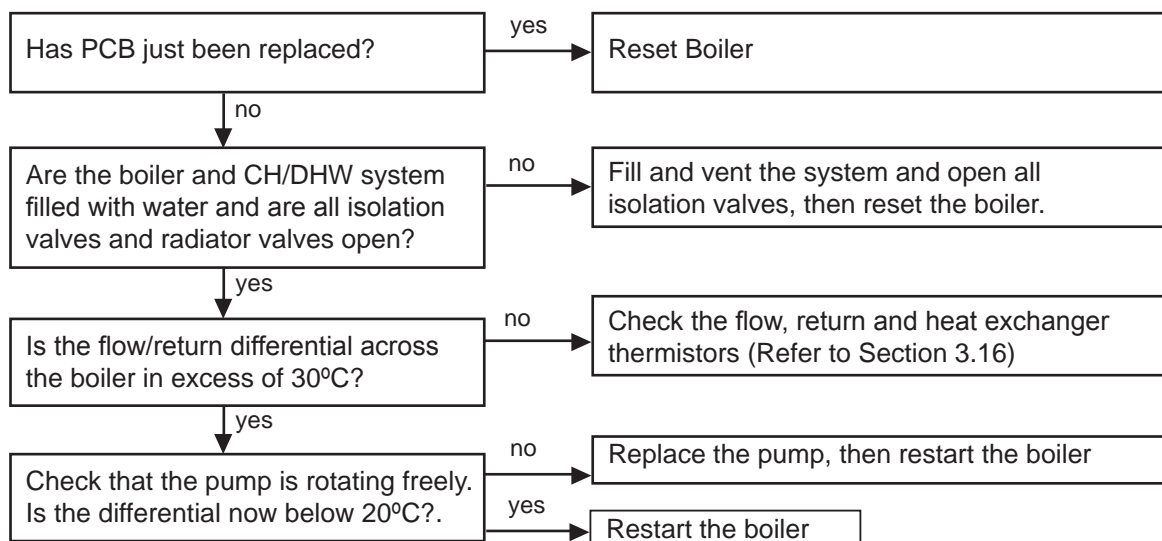 Has PCB just been replaced?
yes
Reset Boiler
no
Are the boiler and CH/DHW system
filled with water and are all isolation
valves and radiator valves open?
no
Fill and vent the system and open all
isolation valves, then reset the boiler.
yes
Is the flow/return differential across
the boiler in excess of 30ºC?
no
Check the flow, return and heat exchanger
thermistors (Refer to Section 3.16)
yes
Check that the pump is rotating freely.
Is the differential now below 20ºC?.
no
Replace the pump, then restart the boiler
yes
Restart the boiler